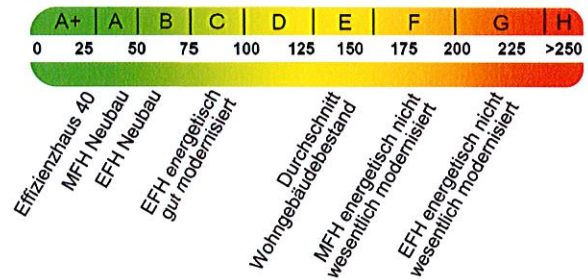 A+ A B C D E F G H
0 25 50 75 100 125 150 175 200 225 >250
Effizienzhaus 40
MFH Neubau
EFH Neubau
EFH energetisch
gut modernisiert
Durchschnitt
Wohngebäudebestand
MFH energetisch nicht
wesentlich modernisiert
EFH energetisch nicht
wesentlich modernisiert